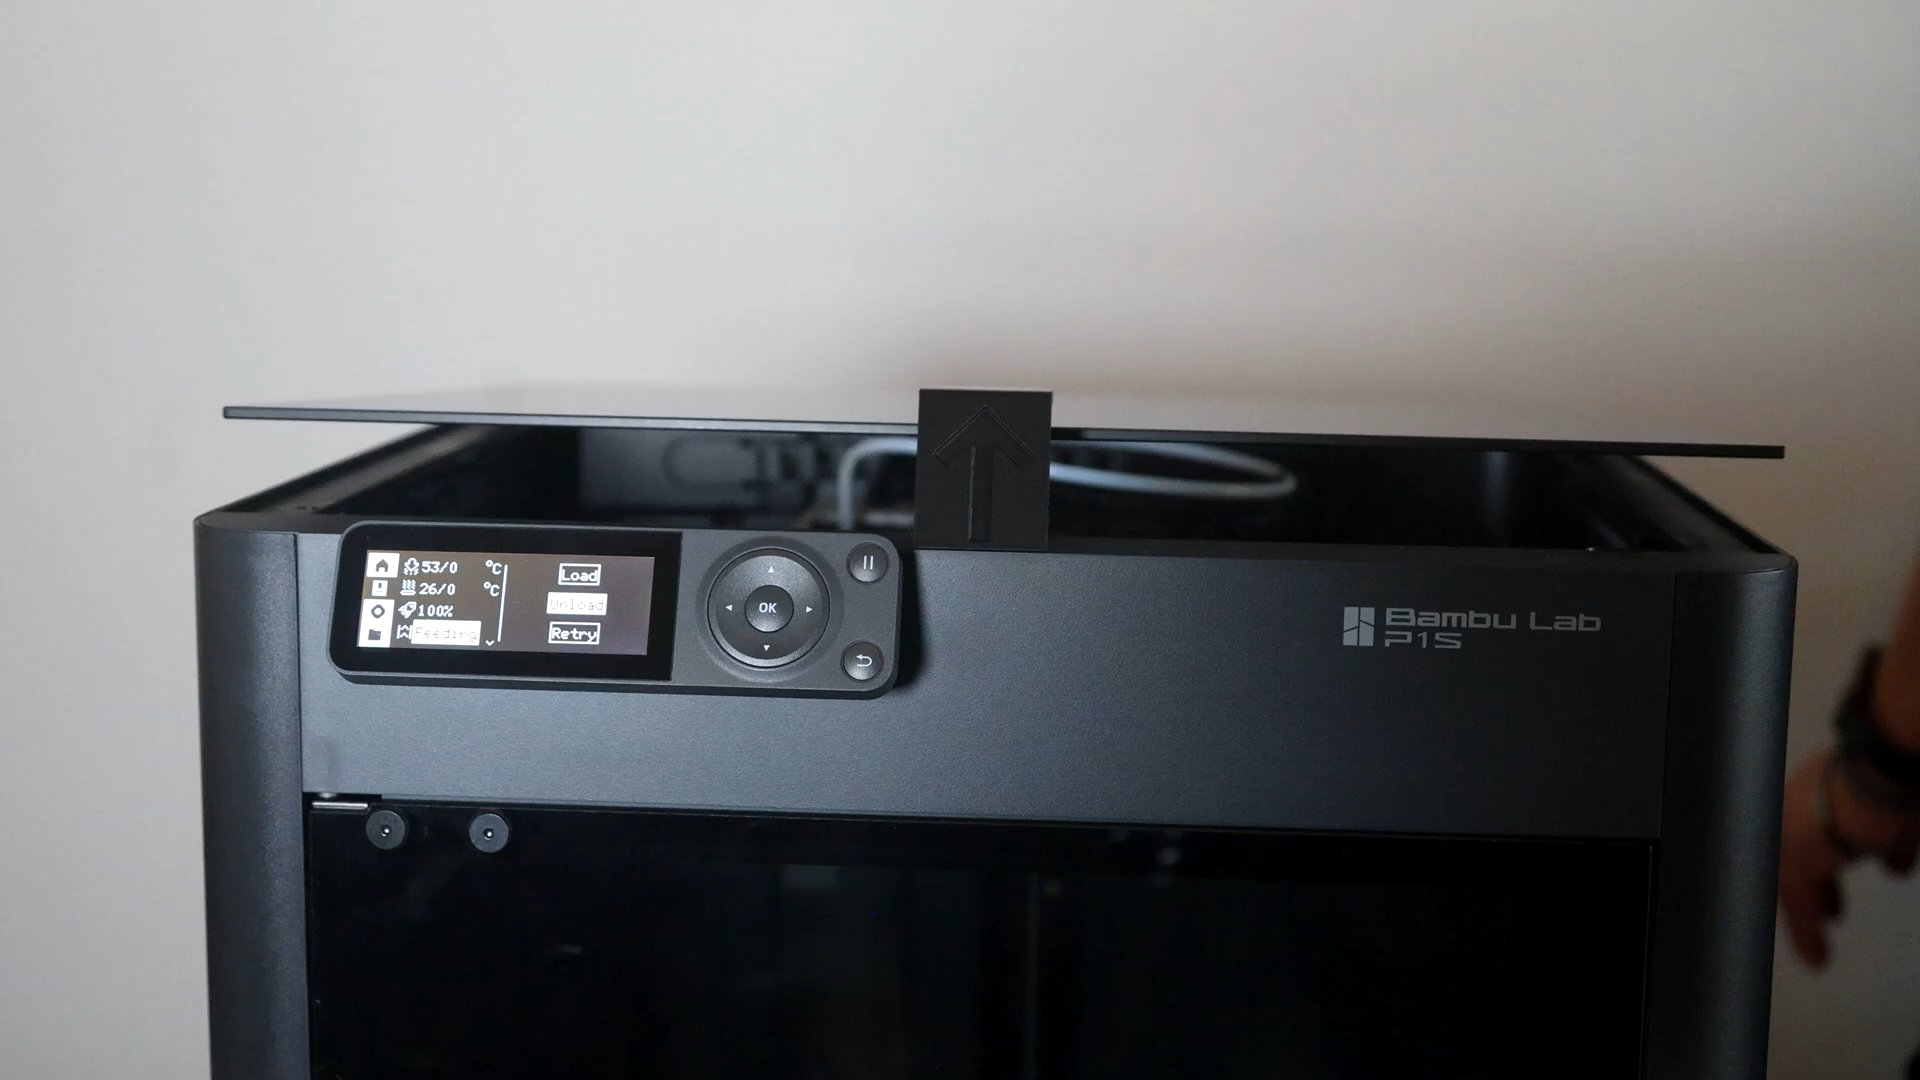 53/0 °C
26/0 °C
100%
Feeding
Load
Unload
Retry
OK
Bambu Lab
P1S